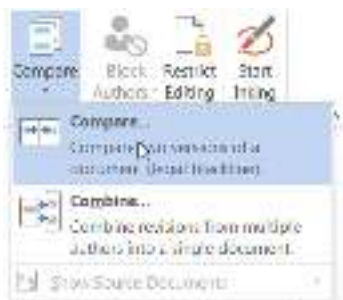 Compare
Block
Authors
Restrict
Editing
Start
Inking
Compare...
Compare two versions of a
document (legal blackline).
Combine...
Combine revisions from multiple
authors into a single document.
Show Source Documents